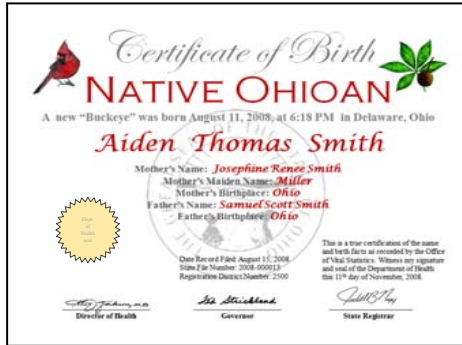 Certificate of Birth
NATIVE OHIOAN
A new “Buckeye” was born August 11, 2008, at 6:18 PM in Delaware, Ohio
Aiden Thomas Smith
Mother's Name: Josephine Renee Smith
Mother's Maiden Name: Miller
Mother's Birthplace: Ohio
Father's Name: Samuel Scott Smith
Father's Birthplace: Ohio
Date Record Filed: August 15, 2008
State File Number: 2008-000013
Registration District Number: 2500
This is a true certification of the name
and birth facts as recorded by the Office
of Vital Statistics. Witness my signature
and seal of the Department of Health
this 11th day of November, 2008.
Ted Strickland
Director of Health
Governor
State Registrar